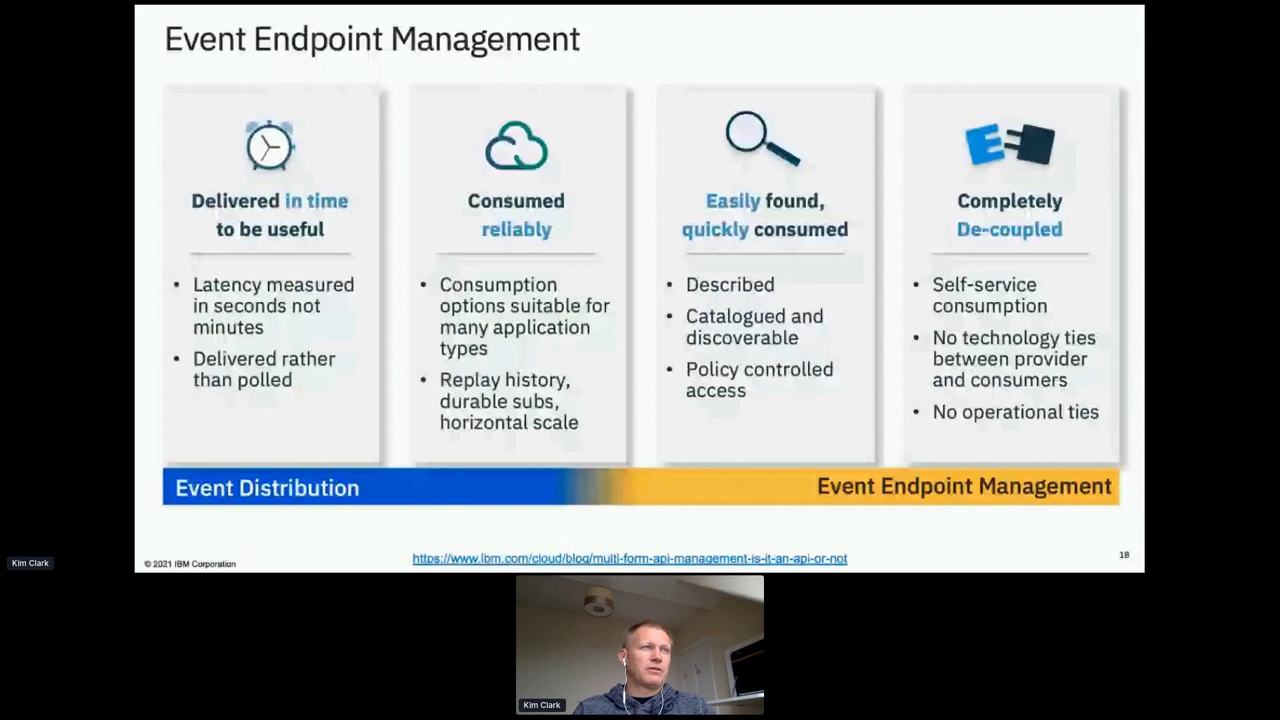 Event Endpoint Management
Delivered in time
to be useful
• Latency measured
in seconds not
minutes
• Delivered rather
than polled
Consumed
reliably
• Consumption
options suitable for
many application
types
• Replay history,
durable subs,
horizontal scale
Easily found,
quickly consumed
• Described
• Catalogued and
discoverable
• Policy controlled
access
E
Completely
De-coupled
• Self-service
consumption
• No technology ties
between provider
and consumers
• No operational ties
Event Distribution
Event Endpoint Management
© 2021 IBM Corporation
https://www.ibm.com/cloud/blog/multi-form-api-management-is-it-an-api-or-not
18
Kim Clark
Kim Clark